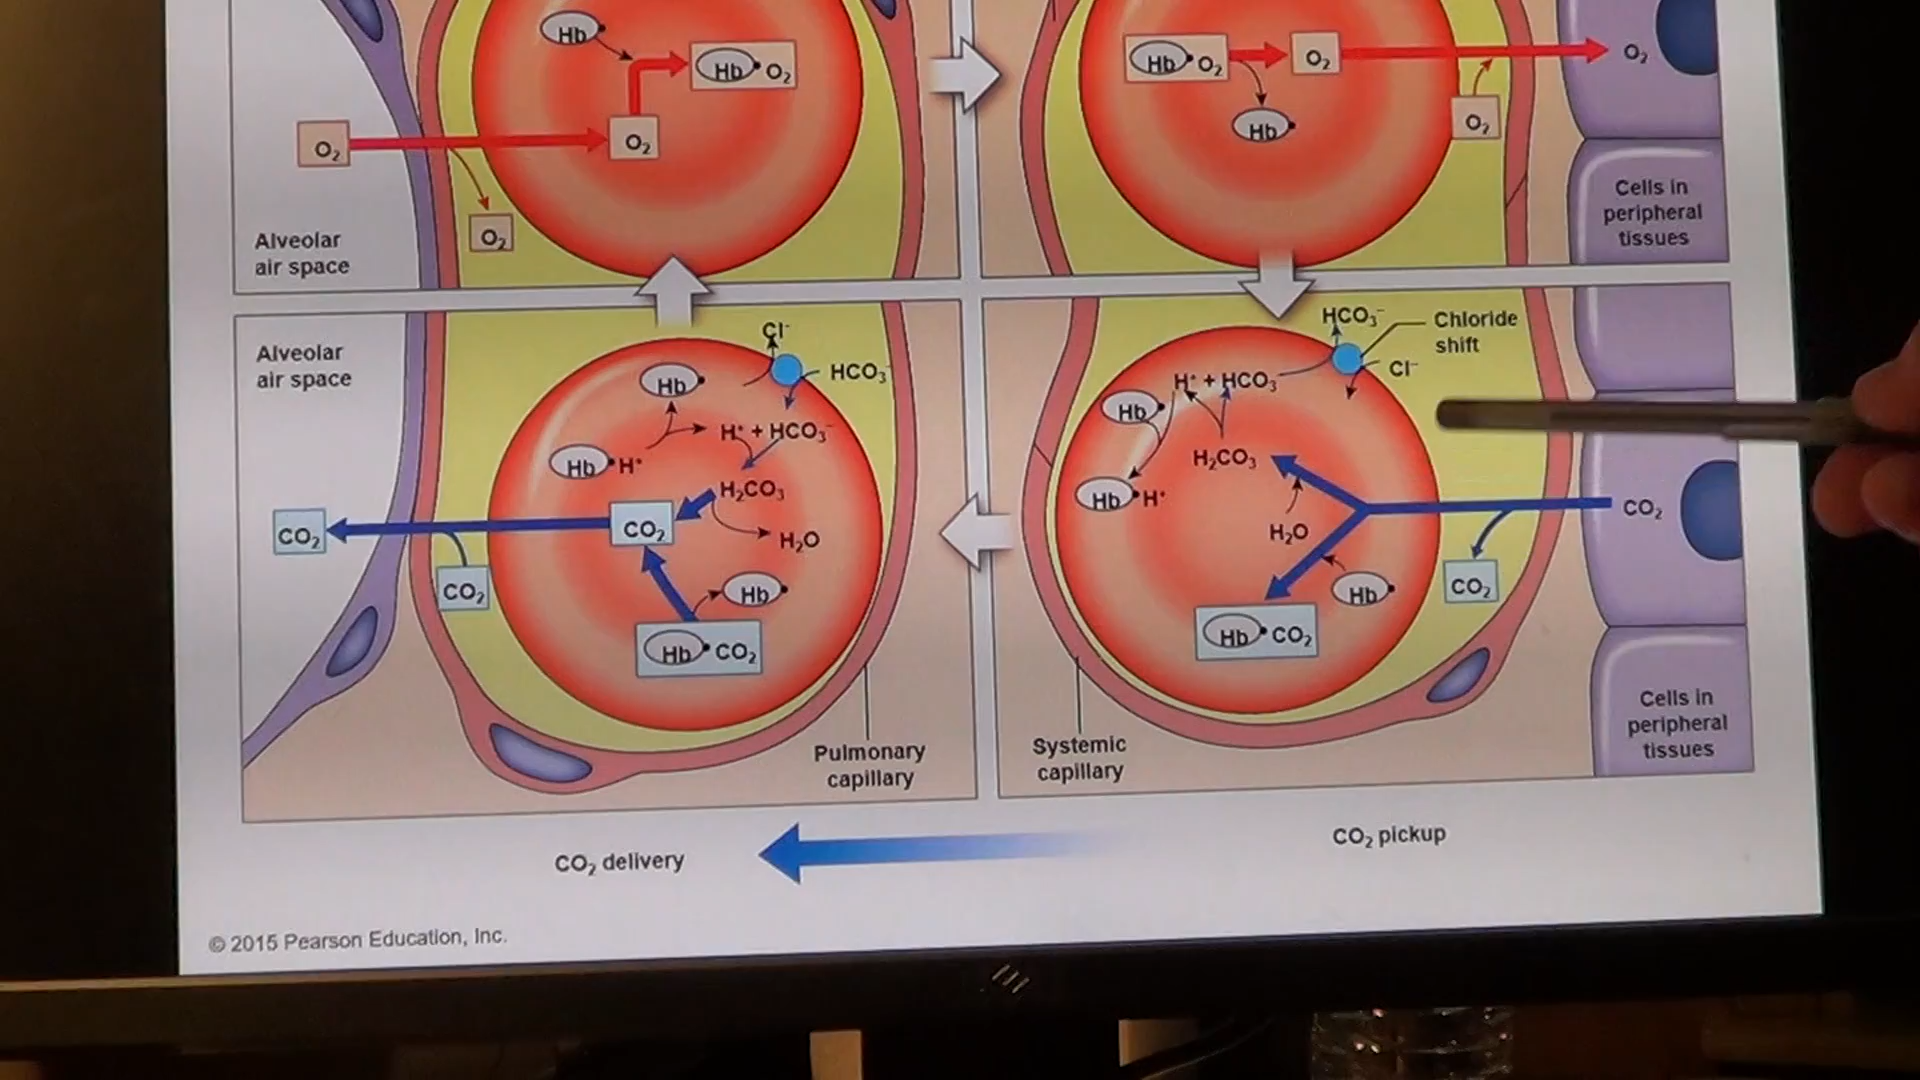 Hb
Hb O₂
O₂
O₂
O₂
Alveolar
air space
Hb O₂
O₂
O₂
Hb
O₂
Cells in
peripheral
tissues
Alveolar
air space
Cl⁻
HCO₃⁻
Hb
H⁺ + HCO₃⁻
Hb H⁺
H₂CO₃
CO₂
CO₂
H₂O
CO₂
Hb
Hb CO₂
Pulmonary
capillary
HCO₃⁻
Chloride
shift
Cl⁻
H⁺ + HCO₃⁻
Hb
H₂CO₃
Hb H⁺
CO₂
H₂O
CO₂
Hb
Hb CO₂
Systemic
capillary
Cells in
peripheral
tissues
CO₂ delivery
CO₂ pickup
© 2015 Pearson Education, Inc.